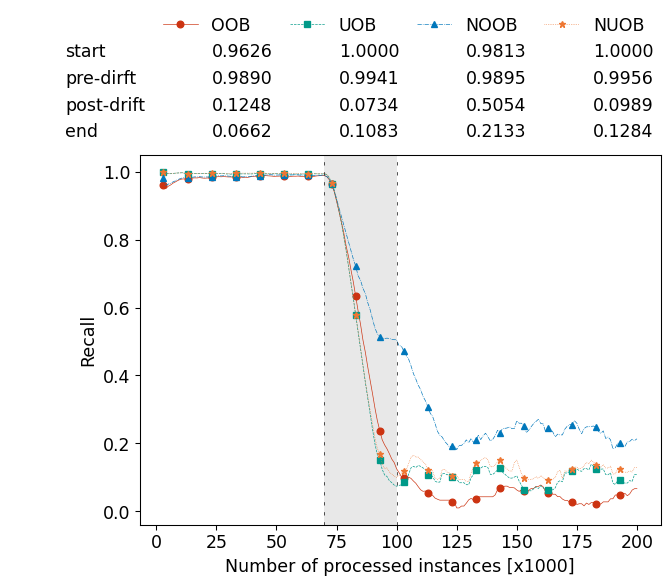 OOB UOB NOOB NUOB
start 0.9626 1.0000 0.9813 1.0000
pre-dirft 0.9890 0.9941 0.9895 0.9956
post-drift 0.1248 0.0734 0.5054 0.0989
end 0.0662 0.1083 0.2133 0.1284
1.0
0.8
0.6
0.4
0.2
0.0
Recall
0 25 50 75 100 125 150 175 200
Number of processed instances [x1000]